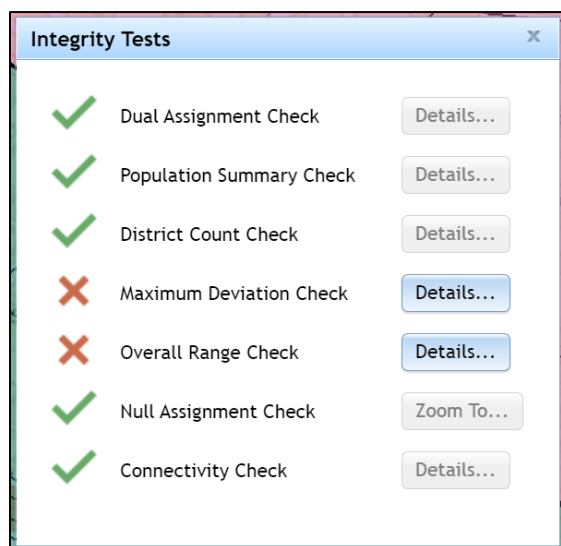 Integrity Tests x
Dual Assignment Check Details...
Population Summary Check Details...
District Count Check Details...
Maximum Deviation Check Details...
Overall Range Check Details...
Null Assignment Check Zoom To...
Connectivity Check Details...